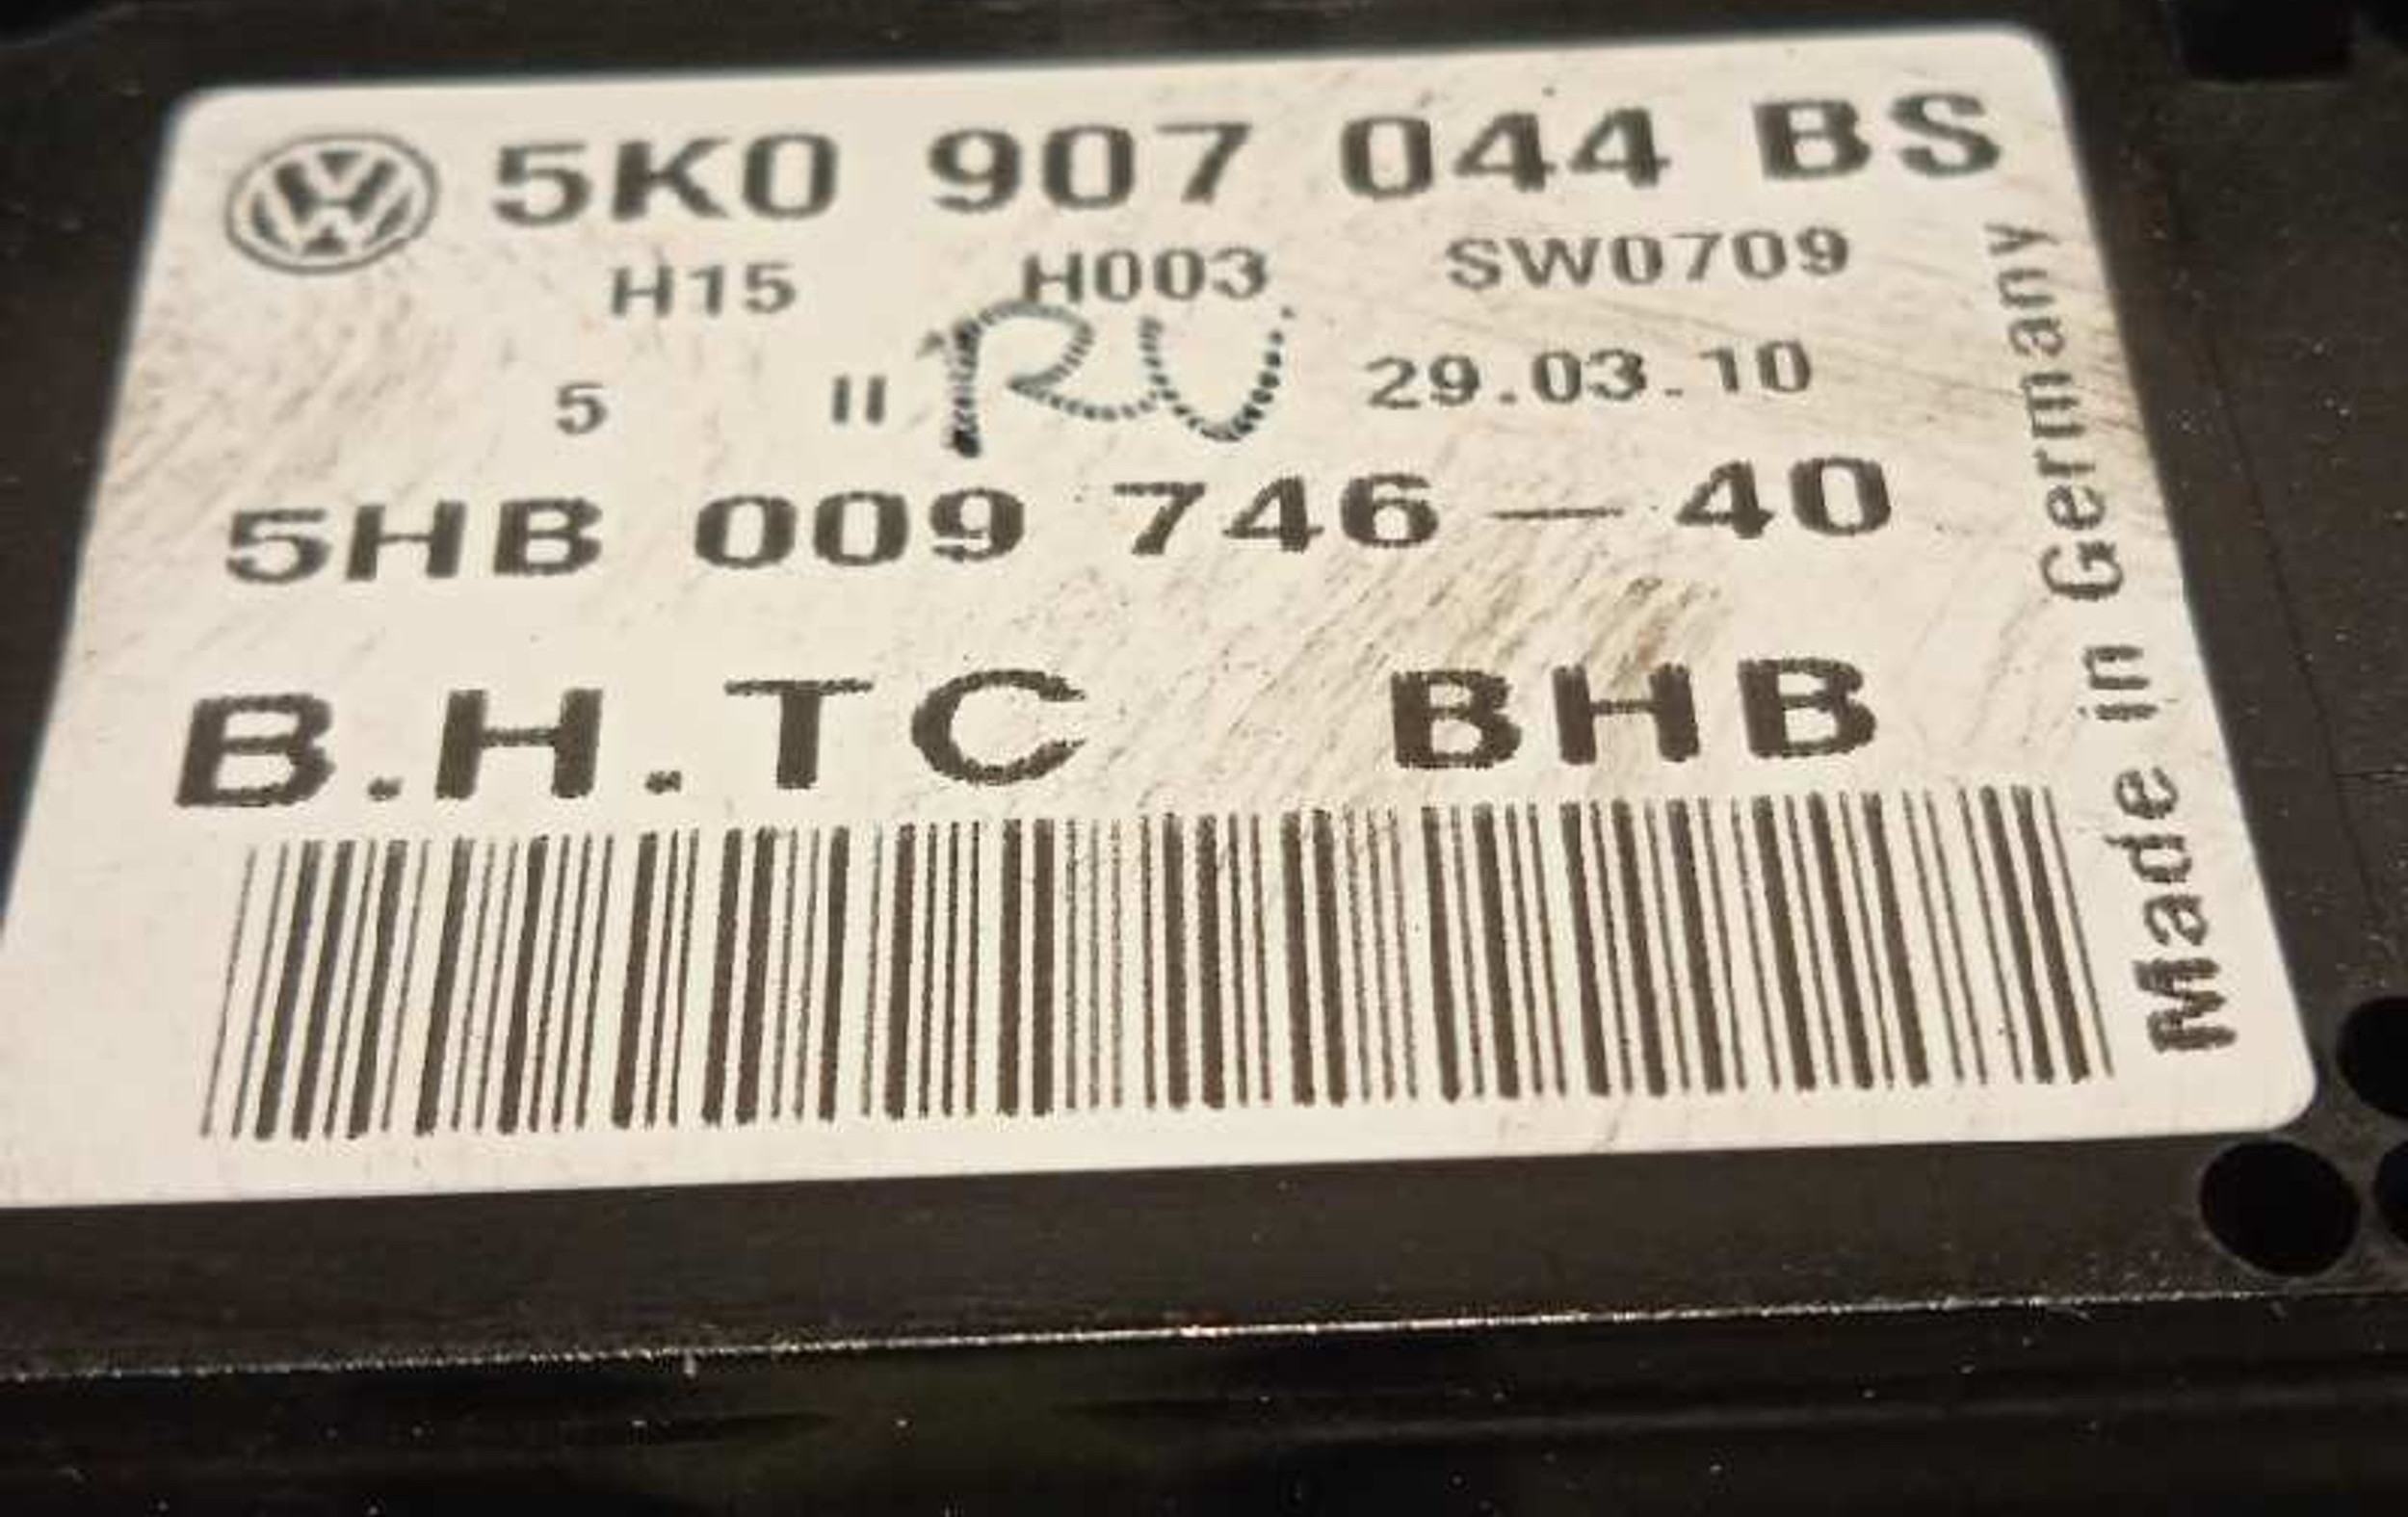 5K0 907 044 BS
H15 H003 SW0709
5 II RU 29.03.10
5HB 009 746-40
B.H.TC BHB
Made in Germany